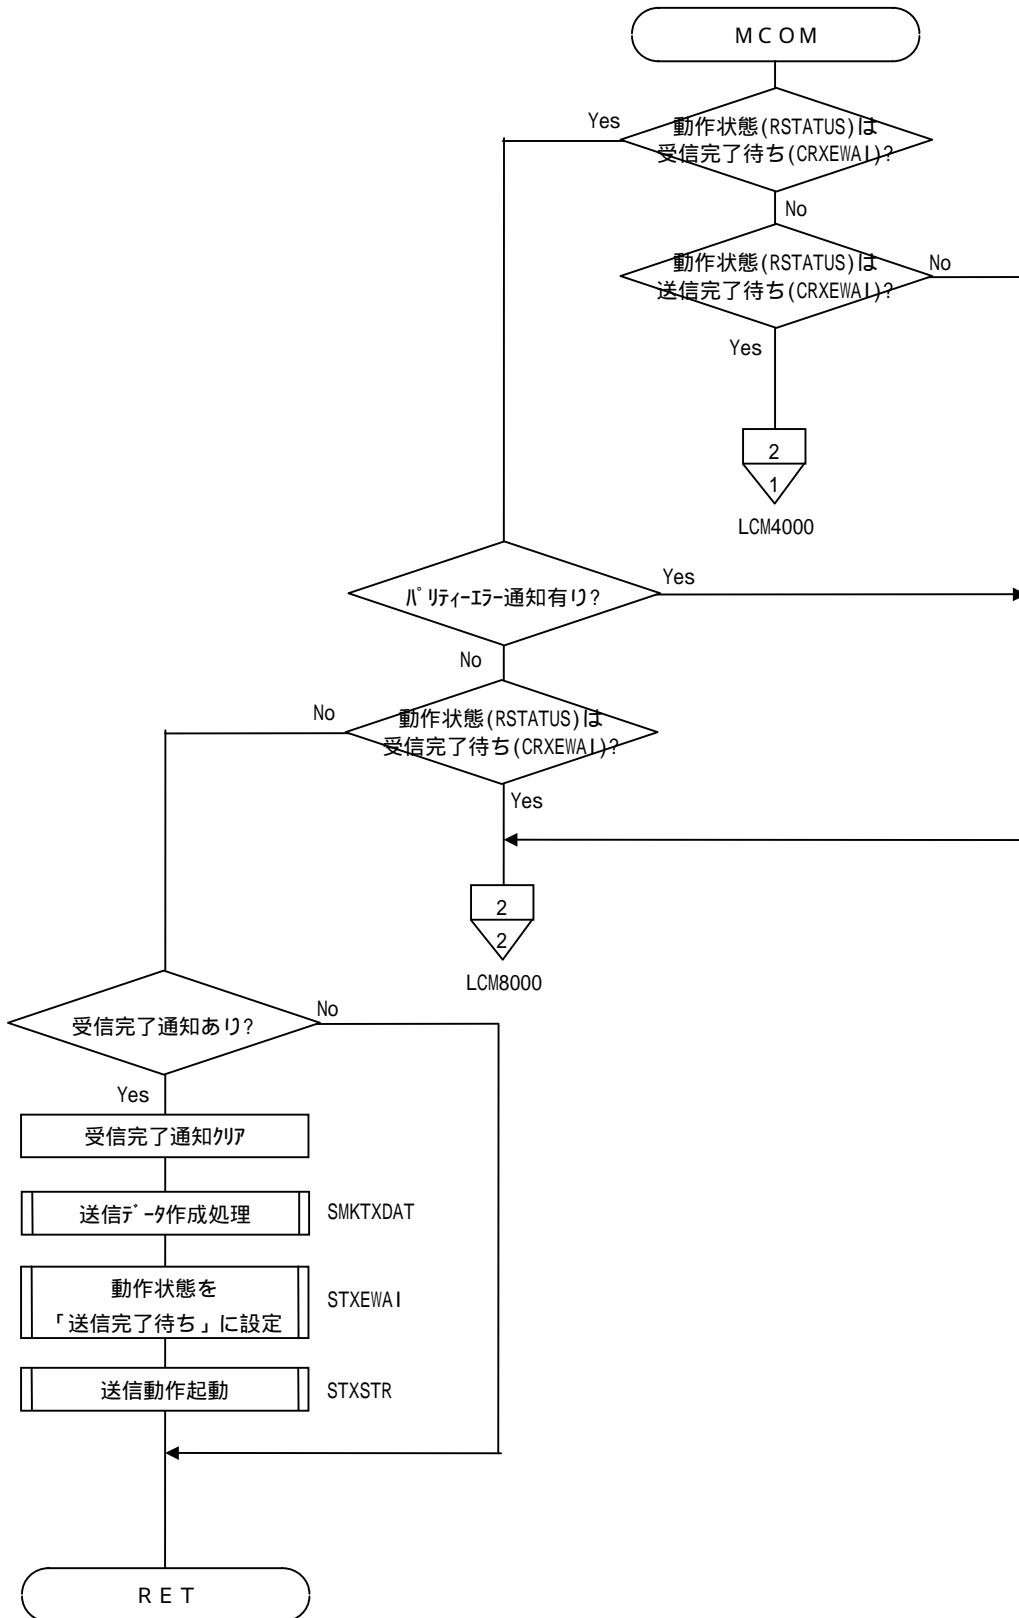 ＭＣＯＭ
Yes
動作状態(RSTATUS)は
受信完了待ち(CRXEWAI)?
No
動作状態(RSTATUS)は
送信完了待ち(CRXEWAI)?
No
Yes
2
1
LCM4000
ﾊﾟﾘﾃｨｰｴﾗｰ通知有り?
Yes
No
No
動作状態(RSTATUS)は
受信完了待ち(CRXEWAI)?
Yes
2
2
LCM8000
受信完了通知あり?
No
Yes
受信完了通知ｸﾘｱ
送信ﾃﾞｰﾀ作成処理
SMKTXDAT
動作状態を
「送信完了待ち」に設定
STXEWAI
送信動作起動
STXSTR
ＲＥＴ